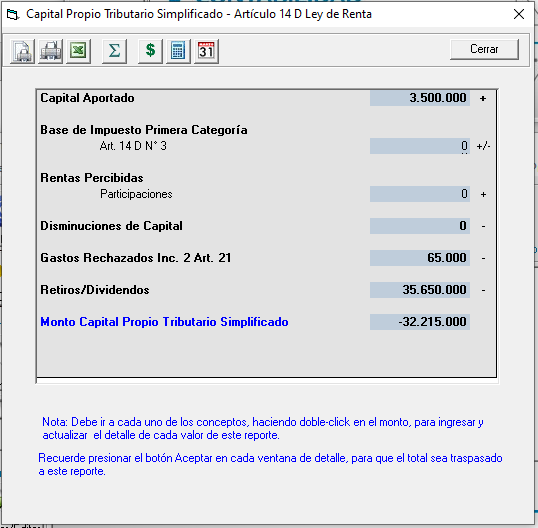 Capital Propio Tributario Simplificado - Artículo 14 D Ley de Renta
Σ $ 31 Cerrar
Capital Aportado 3.500.000 +
Base de Impuesto Primera Categoría
Art. 14 D N° 3 0 +/-
Rentas Percibidas
Participaciones 0 +
Disminuciones de Capital 0 -
Gastos Rechazados Inc. 2 Art. 21 65.000 -
Retiros/Dividendos 35.650.000 -
Monto Capital Propio Tributario Simplificado -32.215.000
Nota: Debe ir a cada uno de los conceptos, haciendo doble-click en el monto, para ingresar y
actualizar el detalle de cada valor de este reporte.
Recuerde presionar el botón Aceptar en cada ventana de detalle, para que el total sea traspasado
a este reporte.